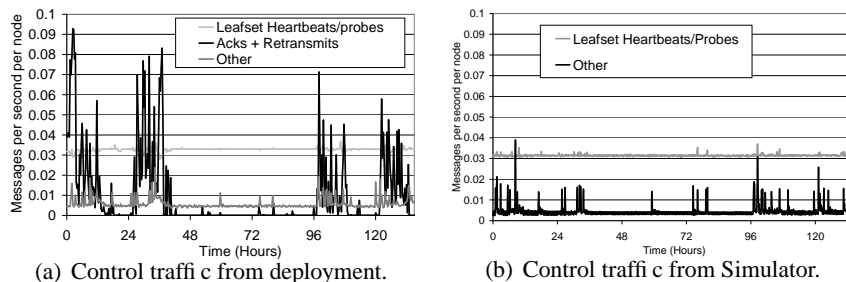 0.1
0.09
0.08
0.07
0.06
0.05
0.04
0.03
0.02
0.01
0
Messages per second per node
Leafset Heartbeats/probes
Acks + Retransmits
Other
0 24 48 72 96 120
Time (Hours)
(a) Control traffi c from deployment.
0.1
0.09
0.08
0.07
0.06
0.05
0.04
0.03
0.02
0.01
0
Messages per second per node
Leafset Heartbeats/Probes
Other
0 24 48 72 96 120
Time (Hours)
(b) Control traffi c from Simulator.